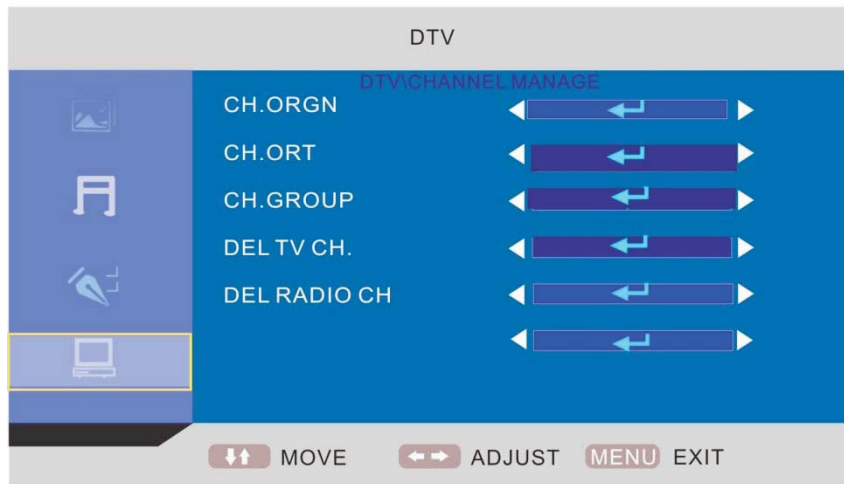 DTV
DTV\CHANNEL MANAGE
CH.ORGN
CH.ORT
CH.GROUP
DEL TV CH.
DEL RADIO CH
MOVE ADJUST MENU EXIT